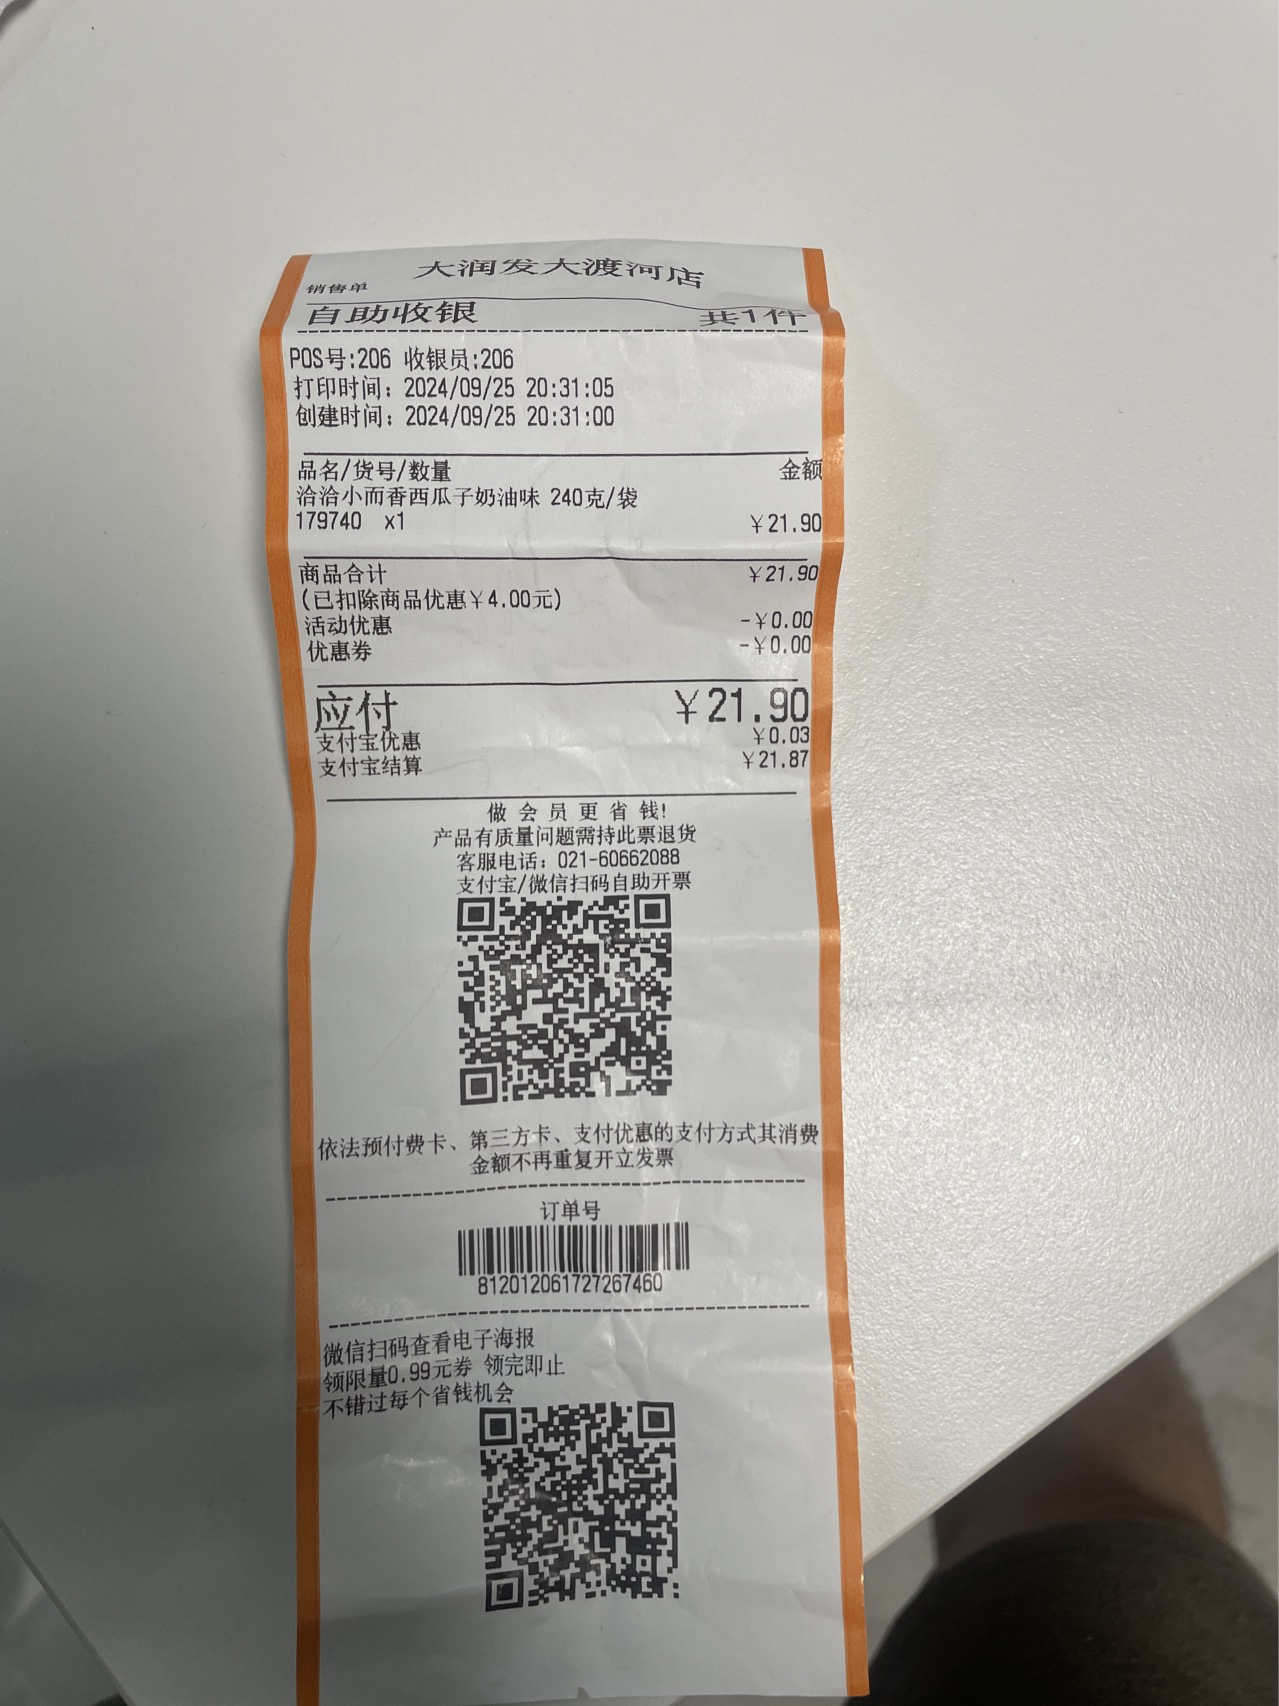 大润发大渡河店
销售单
自助收银 共1件
POS号:206 收银员:206
打印时间: 2024/09/25 20:31:05
创建时间: 2024/09/25 20:31:00
品名/货号/数量 金额
洽洽小而香西瓜子奶油味 240克/袋
179740 x1 ¥21.90
商品合计 ¥21.90
(已扣除商品优惠¥4.00元)
活动优惠 -¥0.00
优惠券 -¥0.00
应付 ¥21.90
支付宝优惠 ¥0.03
支付宝结算 ¥21.87
做 会 员 更 省 钱!
产品有质量问题需持此票退货
客服电话: 021-60662088
支付宝/微信扫码自助开票
依法预付费卡、第三方卡、支付优惠的支付方式其消费
金额不再重复开立发票
订单号
812012061727267460
微信扫码查看电子海报
领限量0.99元券 领完即止
不错过每个省钱机会